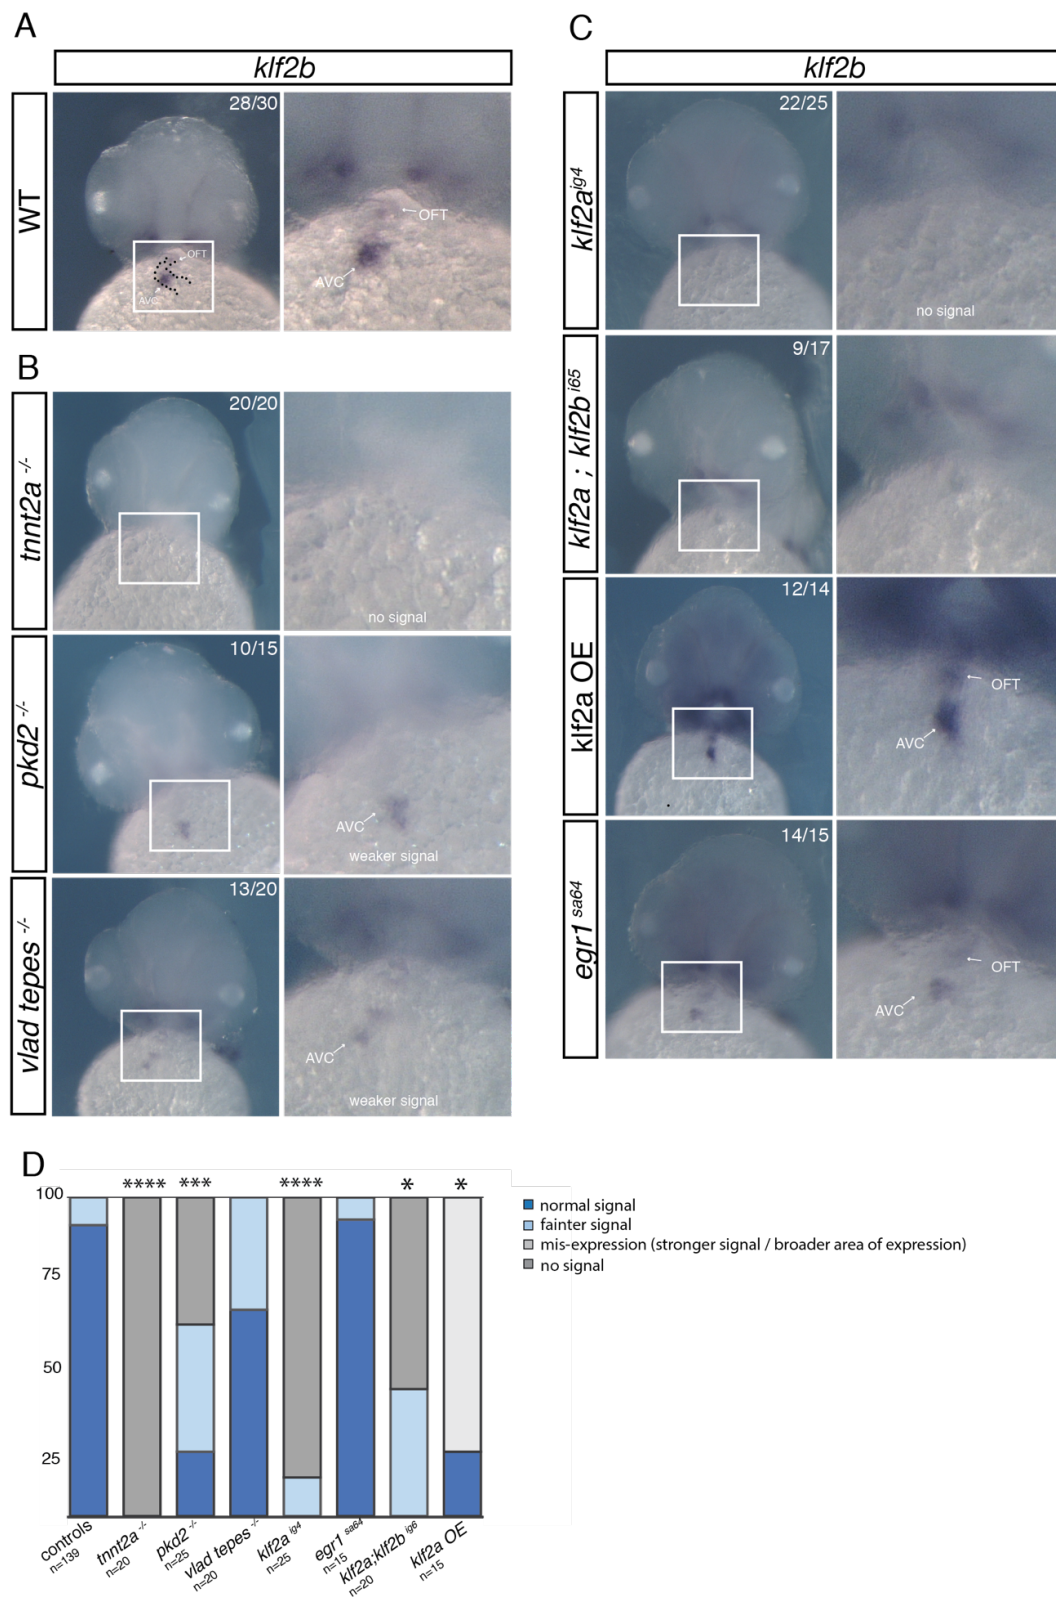 A
klf2b
WT
28/30
OFT
AVC
OFT
AVC
B
tnnt2a -/-
20/20
no signal
pkd2 -/-
10/15
AVC
weaker signal
vlad tepes -/-
13/20
AVC
weaker signal
C
klf2b
klf2a ig4
22/25
no signal
klf2a ; klf2b i65
9/17
klf2a OE
12/14
OFT
AVC
egr1 sa64
14/15
OFT
AVC
D
100
75
50
25
**** *** **** * *
normal signal
fainter signal
mis-expression (stronger signal / broader area of expression)
no signal
controls
n=139
tnnt2a -/-
n=20
pkd2 -/-
n=25
vlad tepes -/-
n=20
klf2a ig4
n=25
egr1 sa64
n=15
klf2a;klf2b ig6
n=20
klf2a OE
n=15